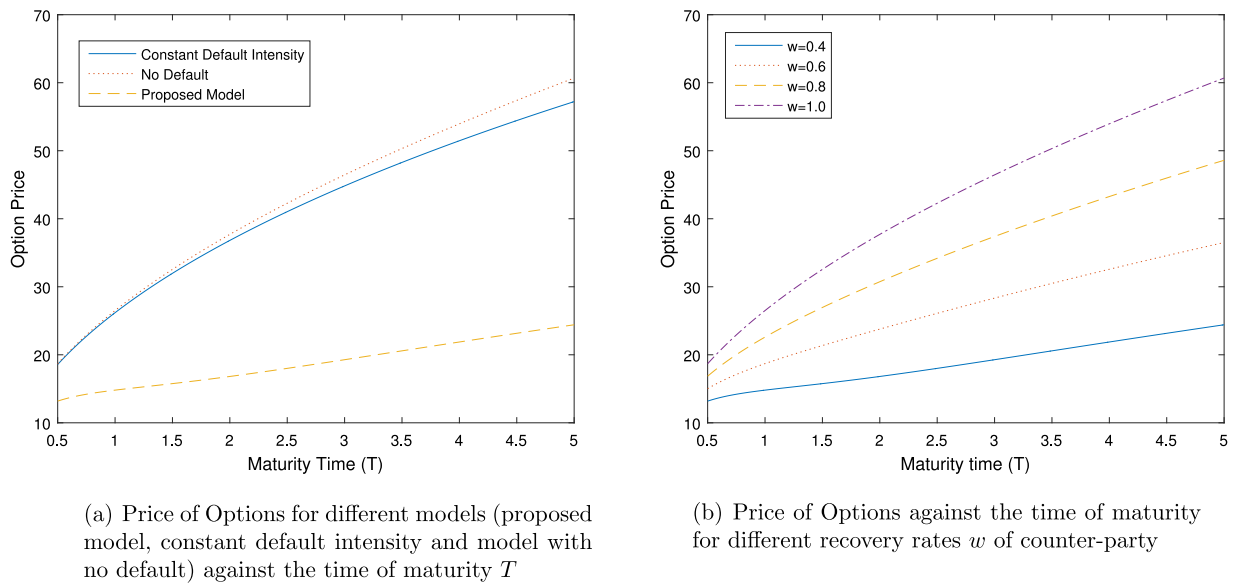 70
60
50
40
30
20
10
Option Price
Constant Default Intensity
No Default
Proposed Model
0.5 1 1.5 2 2.5 3 3.5 4 4.5 5
Maturity Time (T)
(a) Price of Options for different models (proposed
model, constant default intensity and model with
no default) against the time of maturity T
70
60
50
40
30
20
10
Option Price
w=0.4
w=0.6
w=0.8
w=1.0
0.5 1 1.5 2 2.5 3 3.5 4 4.5 5
Maturity time (T)
(b) Price of Options against the time of maturity
for different recovery rates w of counter-party